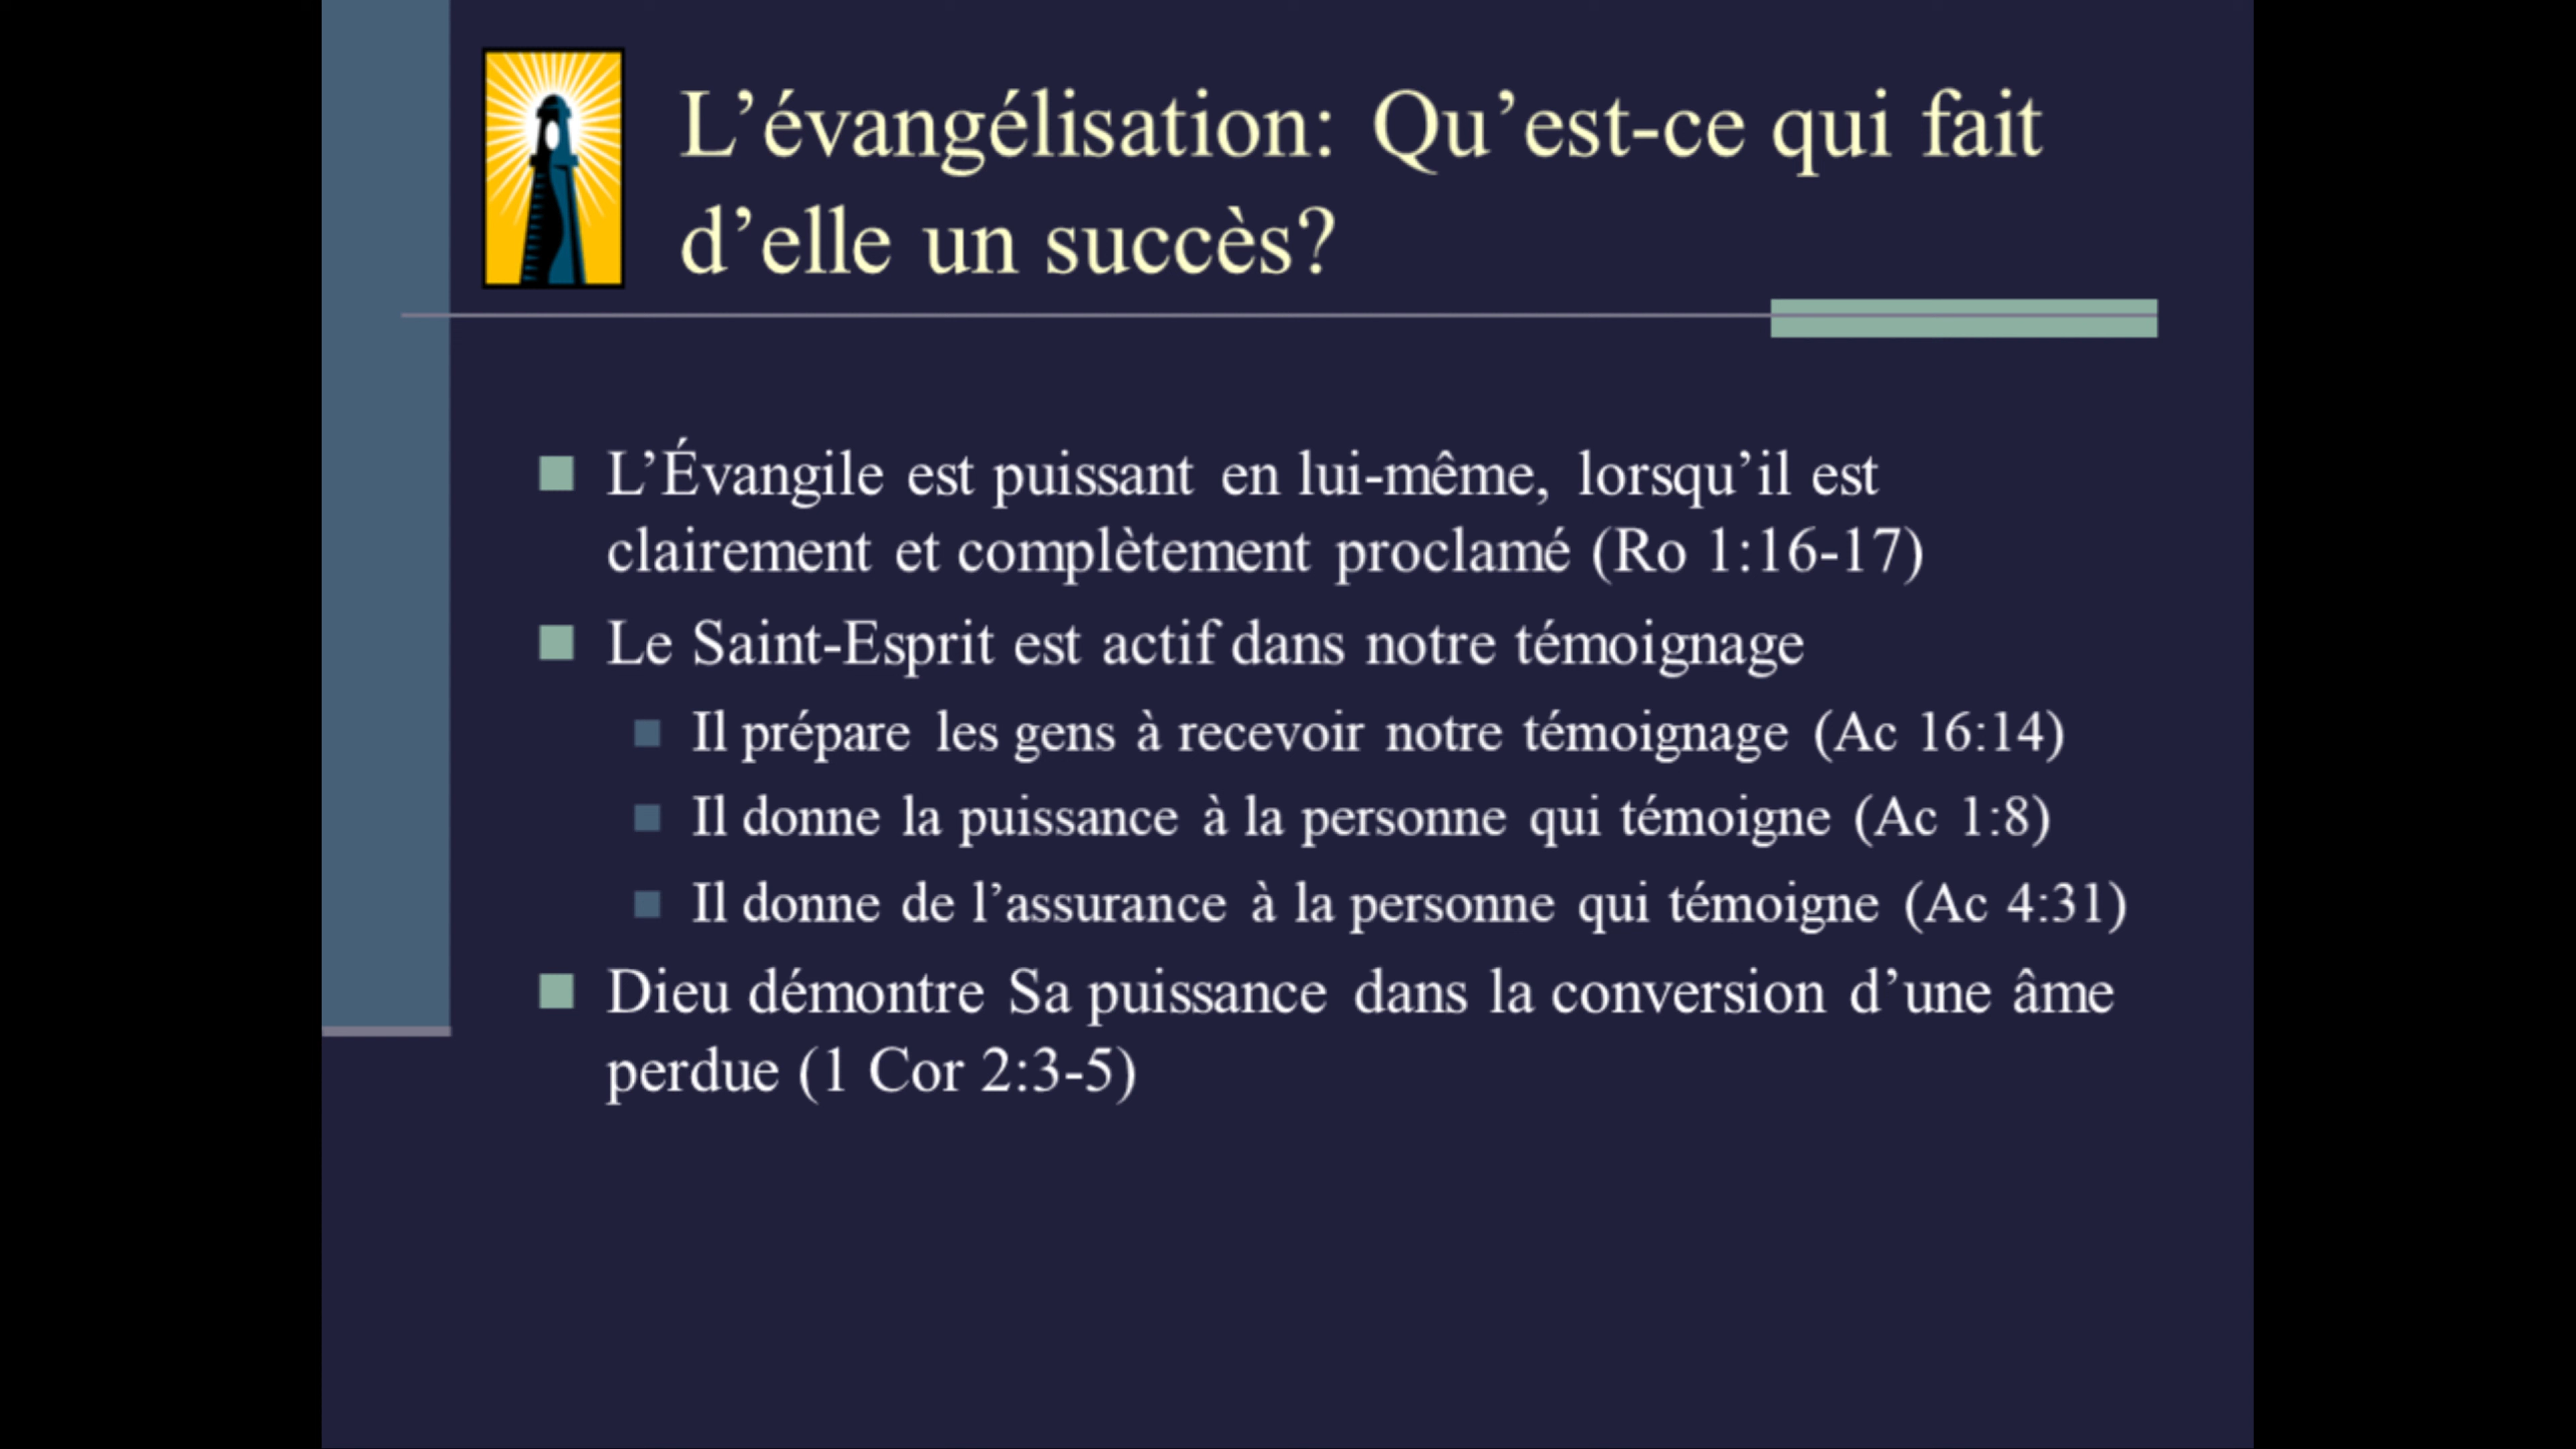 L’évangélisation: Qu’est-ce qui fait
d’elle un succès?
L’Évangile est puissant en lui-même, lorsqu’il est
clairement et complètement proclamé (Ro 1:16-17)
Le Saint-Esprit est actif dans notre témoignage
Il prépare les gens à recevoir notre témoignage (Ac 16:14)
Il donne la puissance à la personne qui témoigne (Ac 1:8)
Il donne de l’assurance à la personne qui témoigne (Ac 4:31)
Dieu démontre Sa puissance dans la conversion d’une âme
perdue (1 Cor 2:3-5)